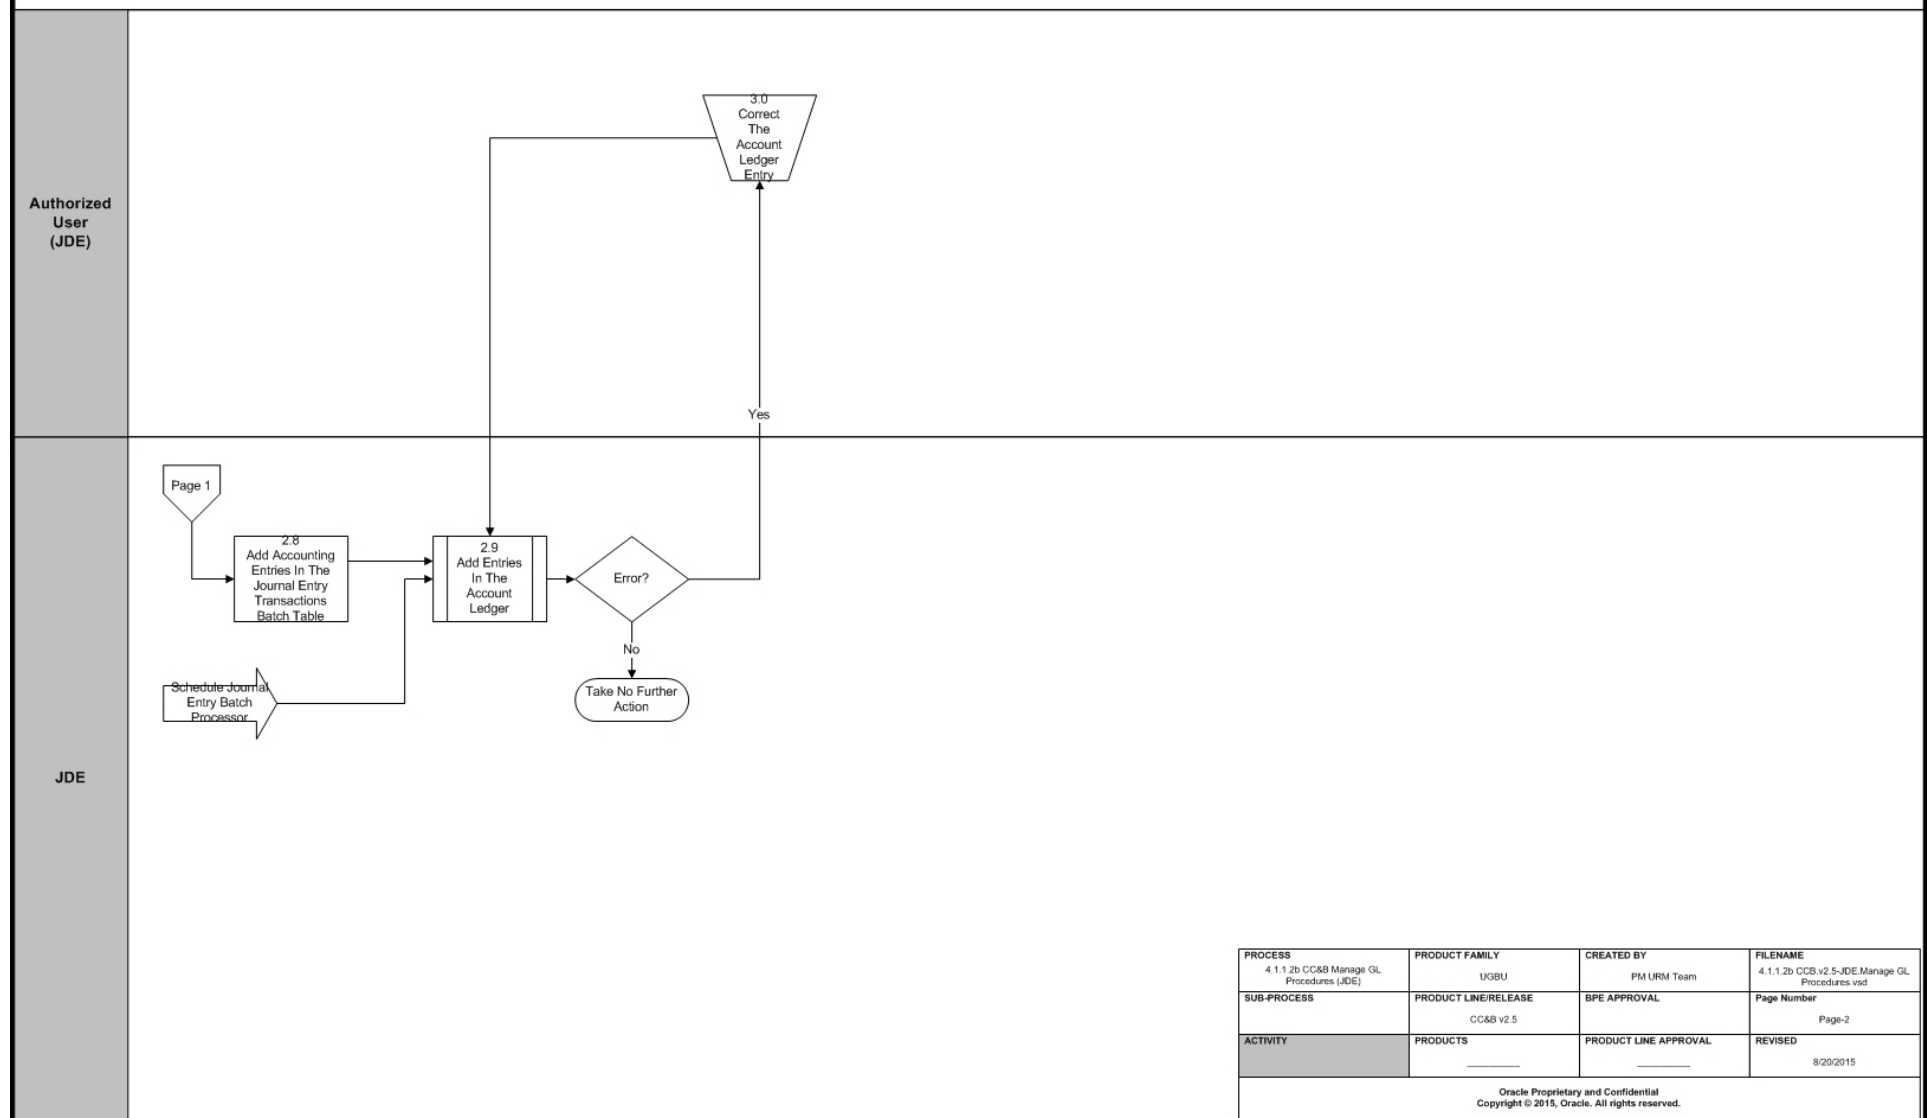 Authorized
User
(JDE)
3.0
Correct
The
Account
Ledger
Entry
Yes
JDE
Page 1
2.8
Add Accounting
Entries In The
Journal Entry
Transactions
Batch Table
2.9
Add Entries
In The
Account
Ledger
Error?
No
Take No Further
Action
Schedule Journal
Entry Batch
Processor
PROCESS
4.1.1.2b CC&B Manage GL
Procedures (JDE)
PRODUCT FAMILY
UGBU
CREATED BY
PM URM Team
FILENAME
4.1.1.2b CCB.v2.5-JDE.Manage GL
Procedures.vsd
SUB-PROCESS
PRODUCT LINE/RELEASE
CC&B v2.5
BPE APPROVAL
Page Number
Page-2
ACTIVITY
PRODUCTS
PRODUCT LINE APPROVAL
REVISED
8/20/2015
Oracle Proprietary and Confidential
Copyright © 2015, Oracle. All rights reserved.